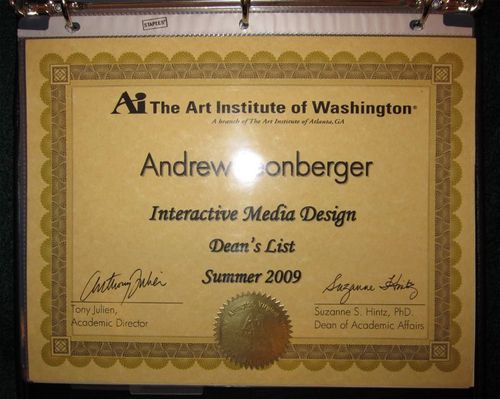 STAPLES
Ai The Art Institute of Washington®
A branch of The Art Institute of Atlanta, GA
Andrew onberger
Interactive Media Design
Dean's List
Summer 2009
Anthony Julien
Suzanne S Hintz
Tony Julien,
Academic Director
Suzanne S. Hintz, PhD.
Dean of Academic Affairs